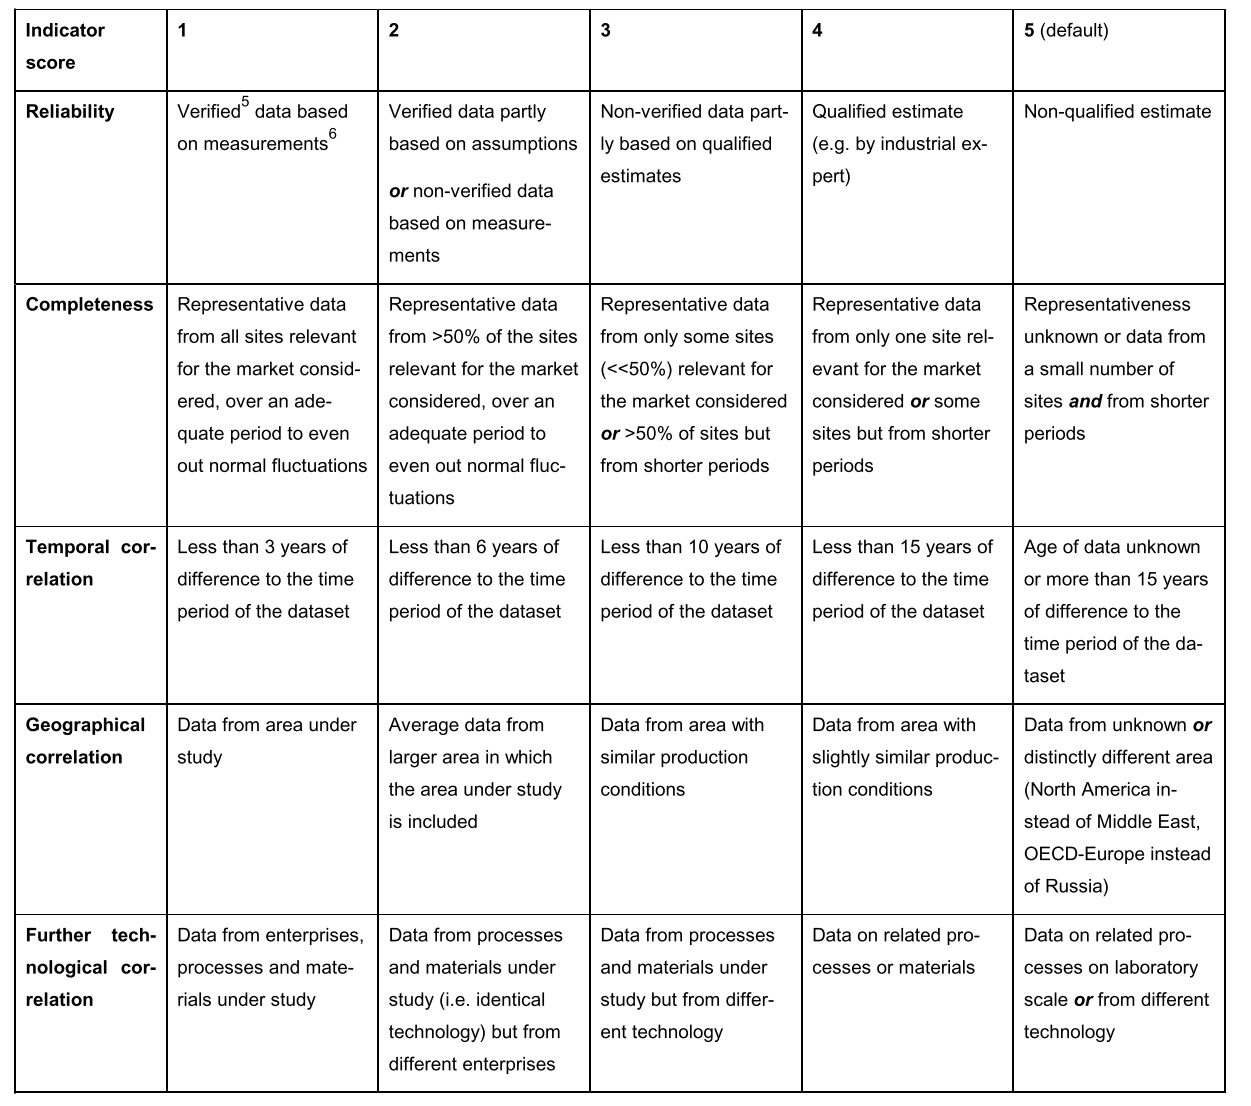 Indicator
score
1
2
3
4
5 (default)
Reliability
Verified5 data based
on measurements6
Verified data partly
based on assumptions
or non-verified data
based on measure-
ments
Non-verified data part-
ly based on qualified
estimates
Qualified estimate
(e.g. by industrial ex-
pert)
Non-qualified estimate
Completeness
Representative data
from all sites relevant
for the market consid-
ered, over an ade-
quate period to even
out normal fluctuations
Representative data
from >50% of the sites
relevant for the market
considered, over an
adequate period to
even out normal fluc-
tuations
Representative data
from only some sites
(<<50%) relevant for
the market considered
or >50% of sites but
from shorter periods
Representative data
from only one site rel-
evant for the market
considered or some
sites but from shorter
periods
Representativeness
unknown or data from
a small number of
sites and from shorter
periods
Temporal cor-
relation
Less than 3 years of
difference to the time
period of the dataset
Less than 6 years of
difference to the time
period of the dataset
Less than 10 years of
difference to the time
period of the dataset
Less than 15 years of
difference to the time
period of the dataset
Age of data unknown
or more than 15 years
of difference to the
time period of the da-
taset
Geographical
correlation
Data from area under
study
Average data from
larger area in which
the area under study
is included
Data from area with
similar production
conditions
Data from area with
slightly similar produc-
tion conditions
Data from unknown or
distinctly different area
(North America in-
stead of Middle East,
OECD-Europe instead
of Russia)
Further tech-
nological cor-
relation
Data from enterprises,
processes and mate-
rials under study
Data from processes
and materials under
study (i.e. identical
technology) but from
different enterprises
Data from processes
and materials under
study but from differ-
ent technology
Data on related pro-
cesses or materials
Data on related pro-
cesses on laboratory
scale or from different
technology